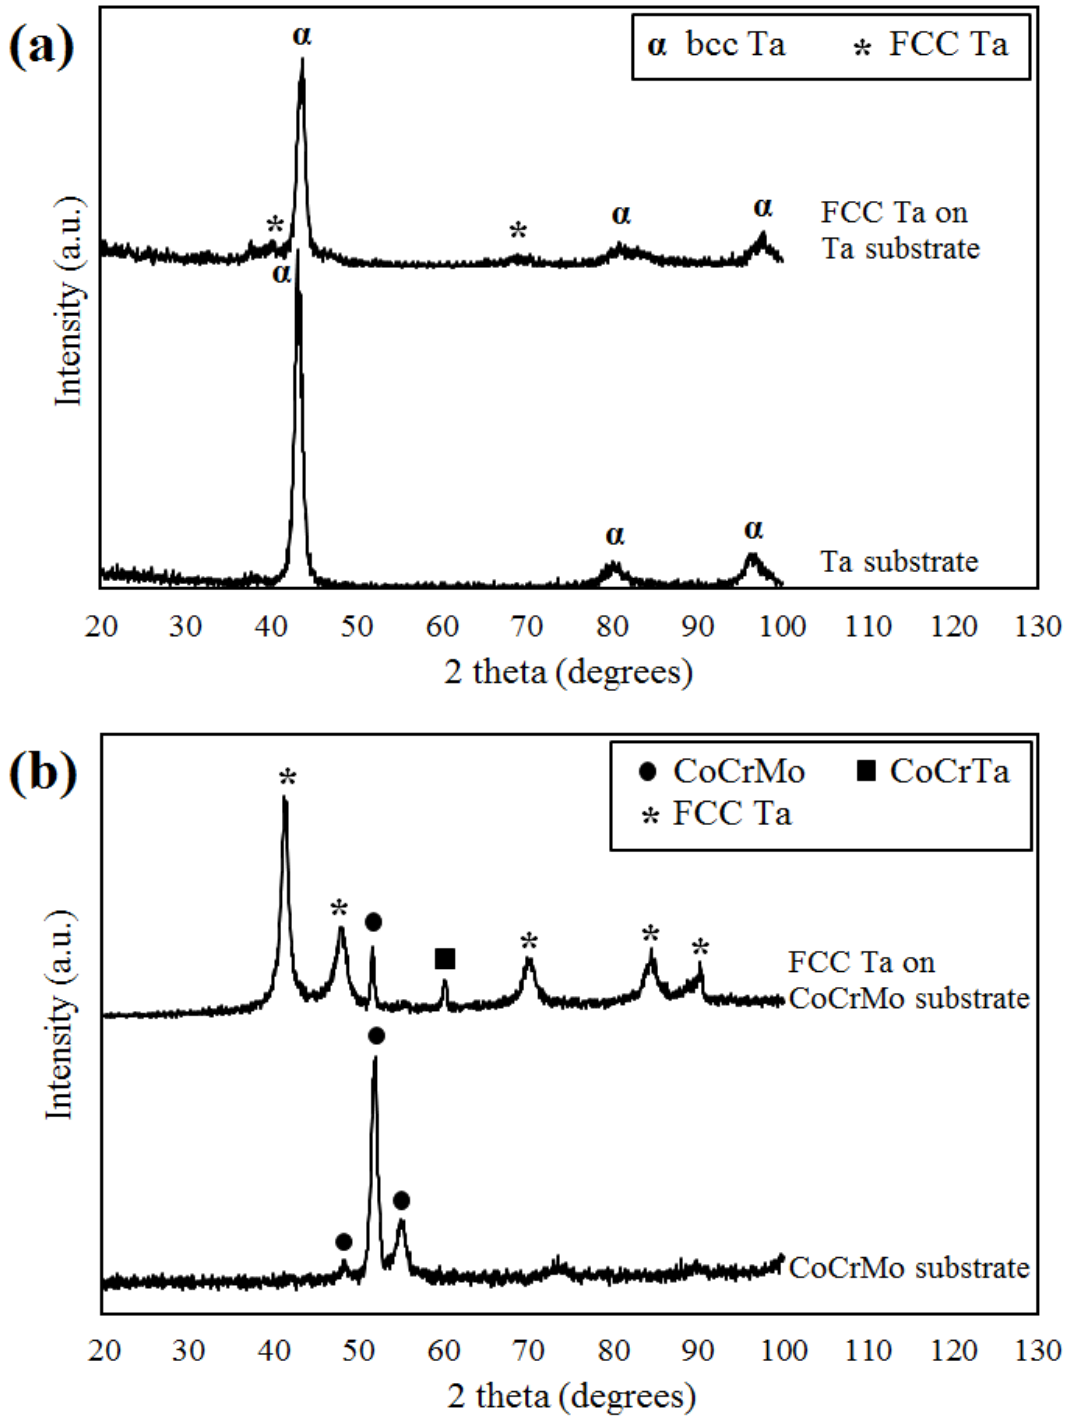 (a)
α bcc Ta * FCC Ta
α
*
α
*
α
α
FCC Ta on
Ta substrate
α
α
Ta substrate
Intensity (a.u.)
20 30 40 50 60 70 80 90 100 110 120 130
2 theta (degrees)
(b)
● CoCrMo ■ CoCrTa
* FCC Ta
*
*
*
*
*
FCC Ta on
CoCrMo substrate
CoCrMo substrate
Intensity (a.u.)
20 30 40 50 60 70 80 90 100 110 120 130
2 theta (degrees)